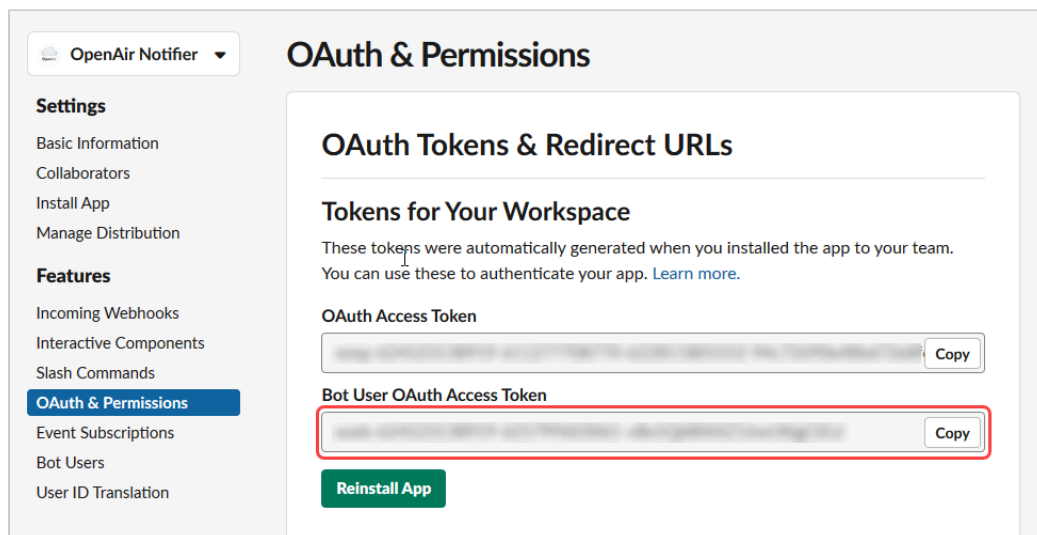 OpenAir Notifier
OAuth & Permissions
Settings
Basic Information
Collaborators
Install App
Manage Distribution
Features
Incoming Webhooks
Interactive Components
Slash Commands
OAuth & Permissions
Event Subscriptions
Bot Users
User ID Translation
OAuth Tokens & Redirect URLs
Tokens for Your Workspace
These tokens were automatically generated when you installed the app to your team.
You can use these to authenticate your app. Learn more.
OAuth Access Token
Copy
Bot User OAuth Access Token
Copy
Reinstall App